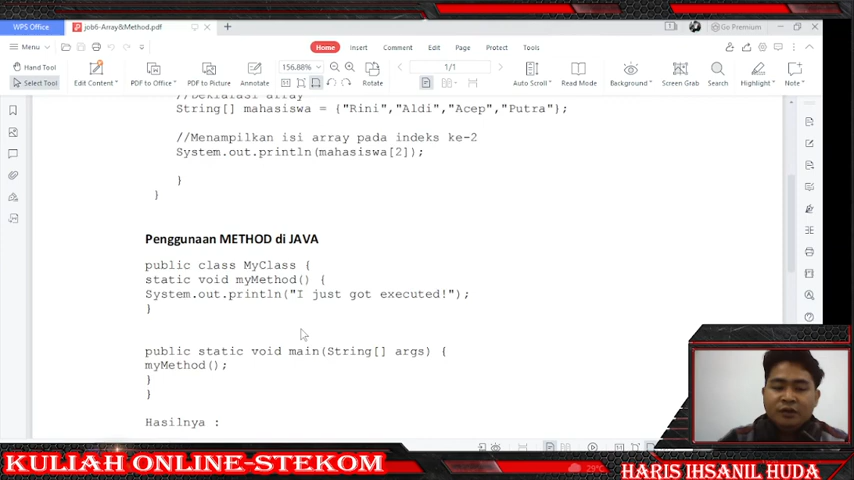 WPS Office
job6-Array&Method.pdf
+
1
Go Premium
Menu
Home
Insert
Comment
Edit
Page
Protect
Tools
Hand Tool
Select Tool
Edit Content
PDF to Office
PDF to Picture
Annotate
156.88%
Rotate
1/1
Auto Scroll
Read Mode
Background
Screen Grab
Search
Note
//Deklarasi array
String[] mahasiswa = {"Rini","Aldi","Acep","Putra"};
//Menampilkan isi array pada indeks ke-2
System.out.println(mahasiswa[2]);
}
}
Penggunaan METHOD di JAVA
public class MyClass {
static void myMethod() {
System.out.println("I just got executed!");
}
public static void main(String[] args) {
myMethod();
}
}
Hasilnya :
KULIAH ONLINE-STEKOM
29°C
HARIS IHSANIL HUDA